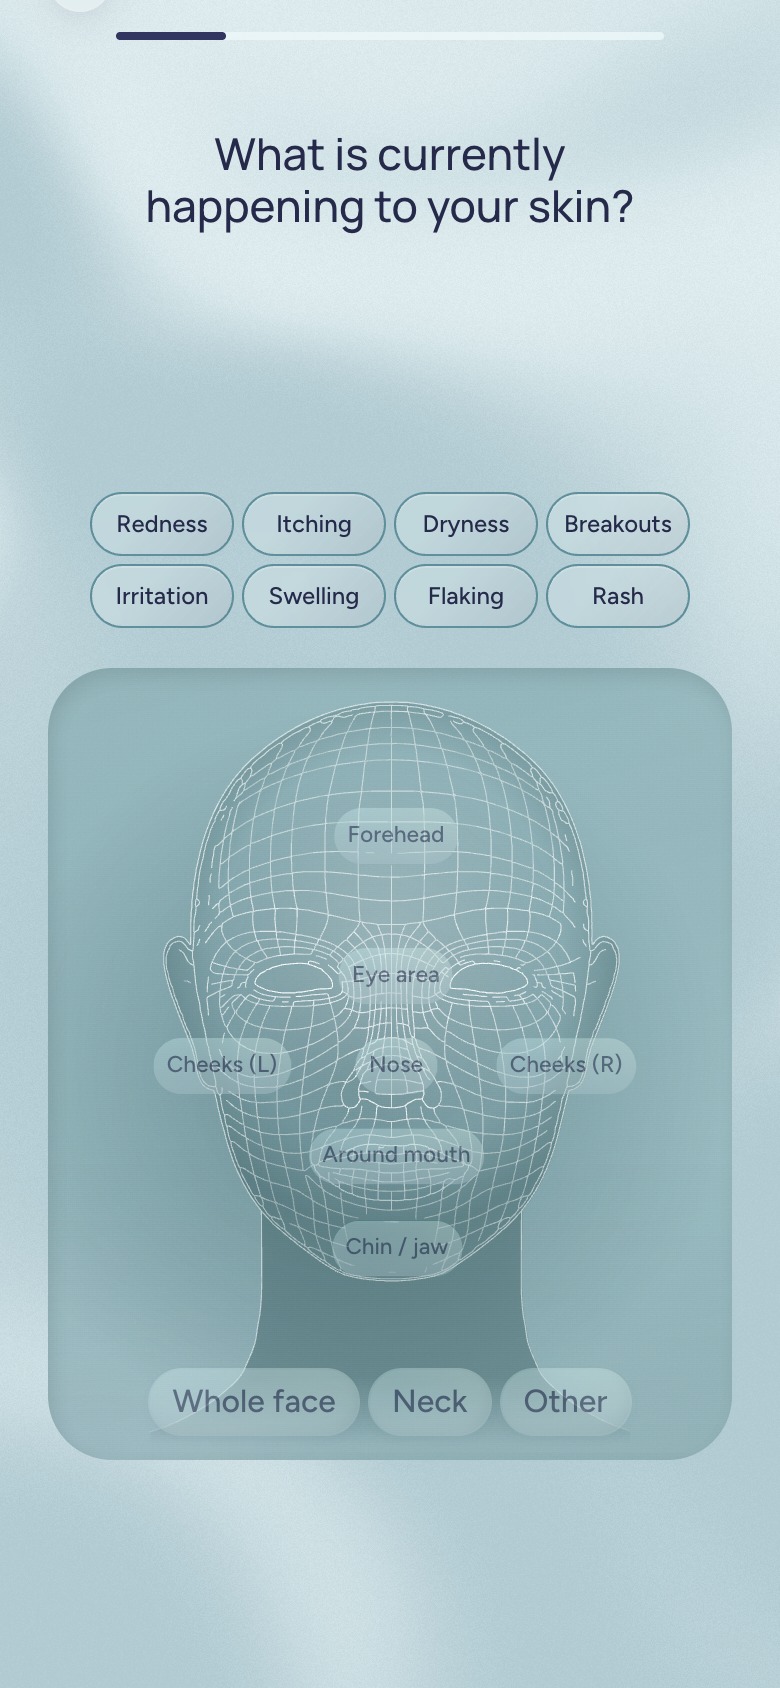 What is currently
happening to your skin?
Redness Itching Dryness Breakouts
Irritation Swelling Flaking Rash
Forehead
Eye area
Cheeks (L) Nose Cheeks (R)
Around mouth
Chin / jaw
Whole face Neck Other